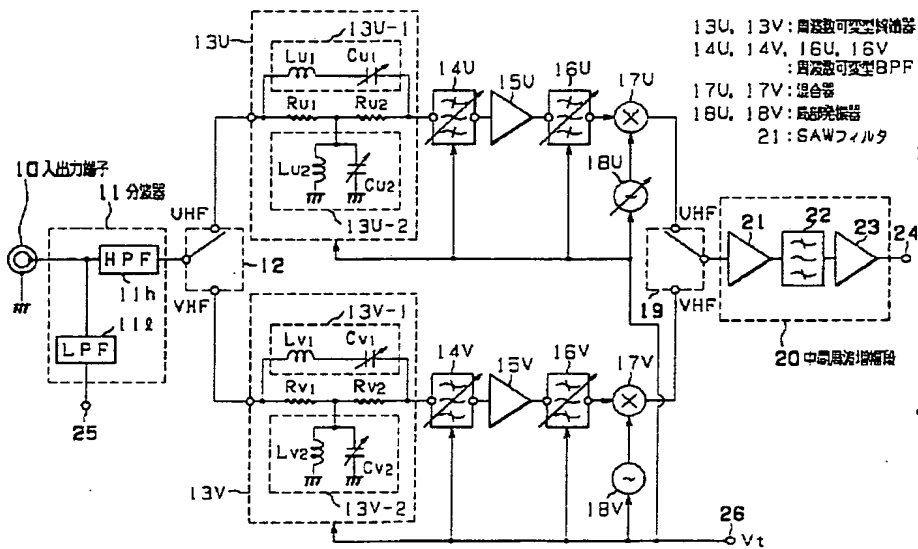 13U, 13V:周波数可変型濾波器
14U, 14V, 16U, 16V
:周波数可変型BPF
17U, 17V:混合器
18U, 18V:局部発振器
21:SAWフィルタ
13U
13U-1
LU1
CU1
RU1
RU2
LU2
CU2
13U-2
14U
15U
16U
17U
18U
10 入出力端子
11 分波器
HPF
11h
LPF
11ℓ
25
UHF
12
VHF
UHF
19
VHF
21
22
23
24
20 中間周波増幅段
13V-1
LV1
CV1
RV1
RV2
LV2
CV2
13V
13V-2
14V
15V
16V
17V
18V
26
Vt